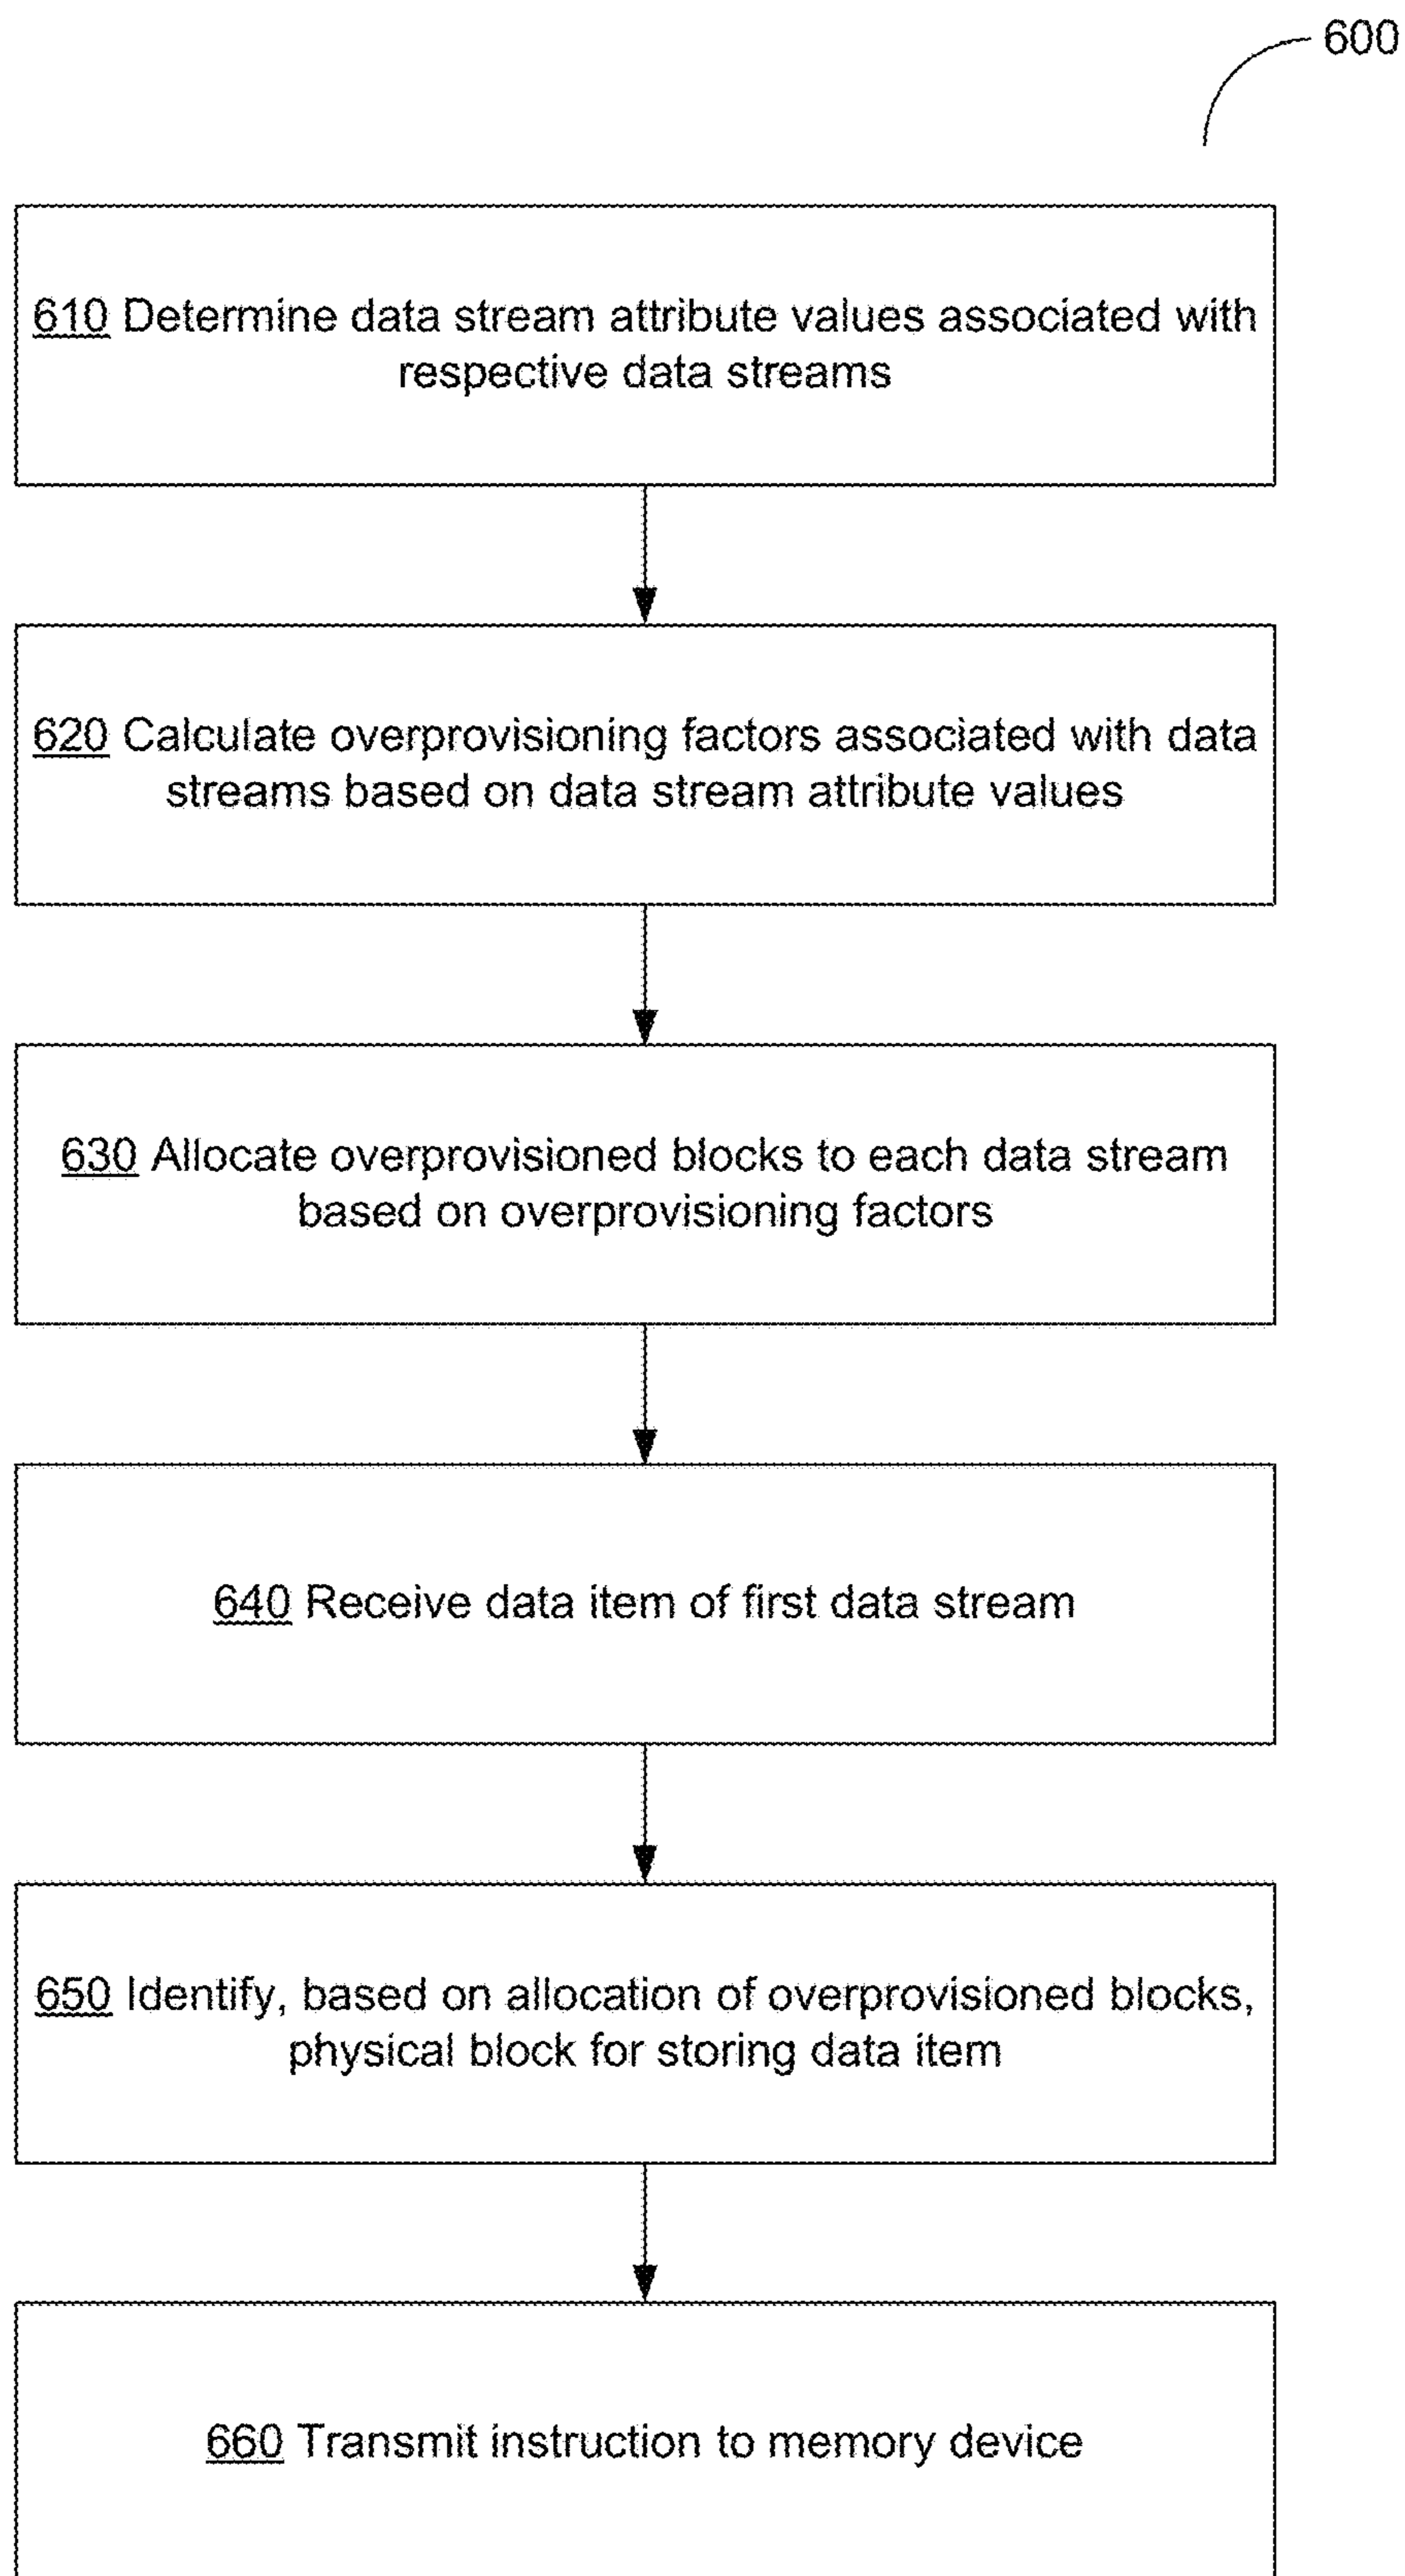 600
610 Determine data stream attribute values associated with
respective data streams
620 Calculate overprovisioning factors associated with data
streams based on data stream attribute values
630 Allocate overprovisioned blocks to each data stream
based on overprovisioning factors
640 Receive data item of first data stream
650 Identify, based on allocation of overprovisioned blocks,
physical block for storing data item
660 Transmit instruction to memory device